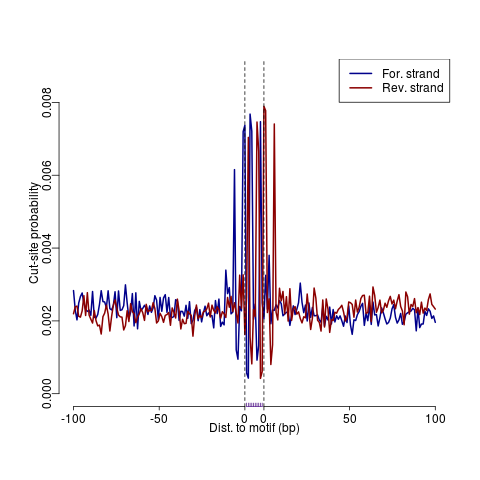 For. strand
Rev. strand
Cut-site probability
0.008
0.006
0.004
0.002
0.000
-100 -50 0 0 50 100
Dist. to motif (bp)